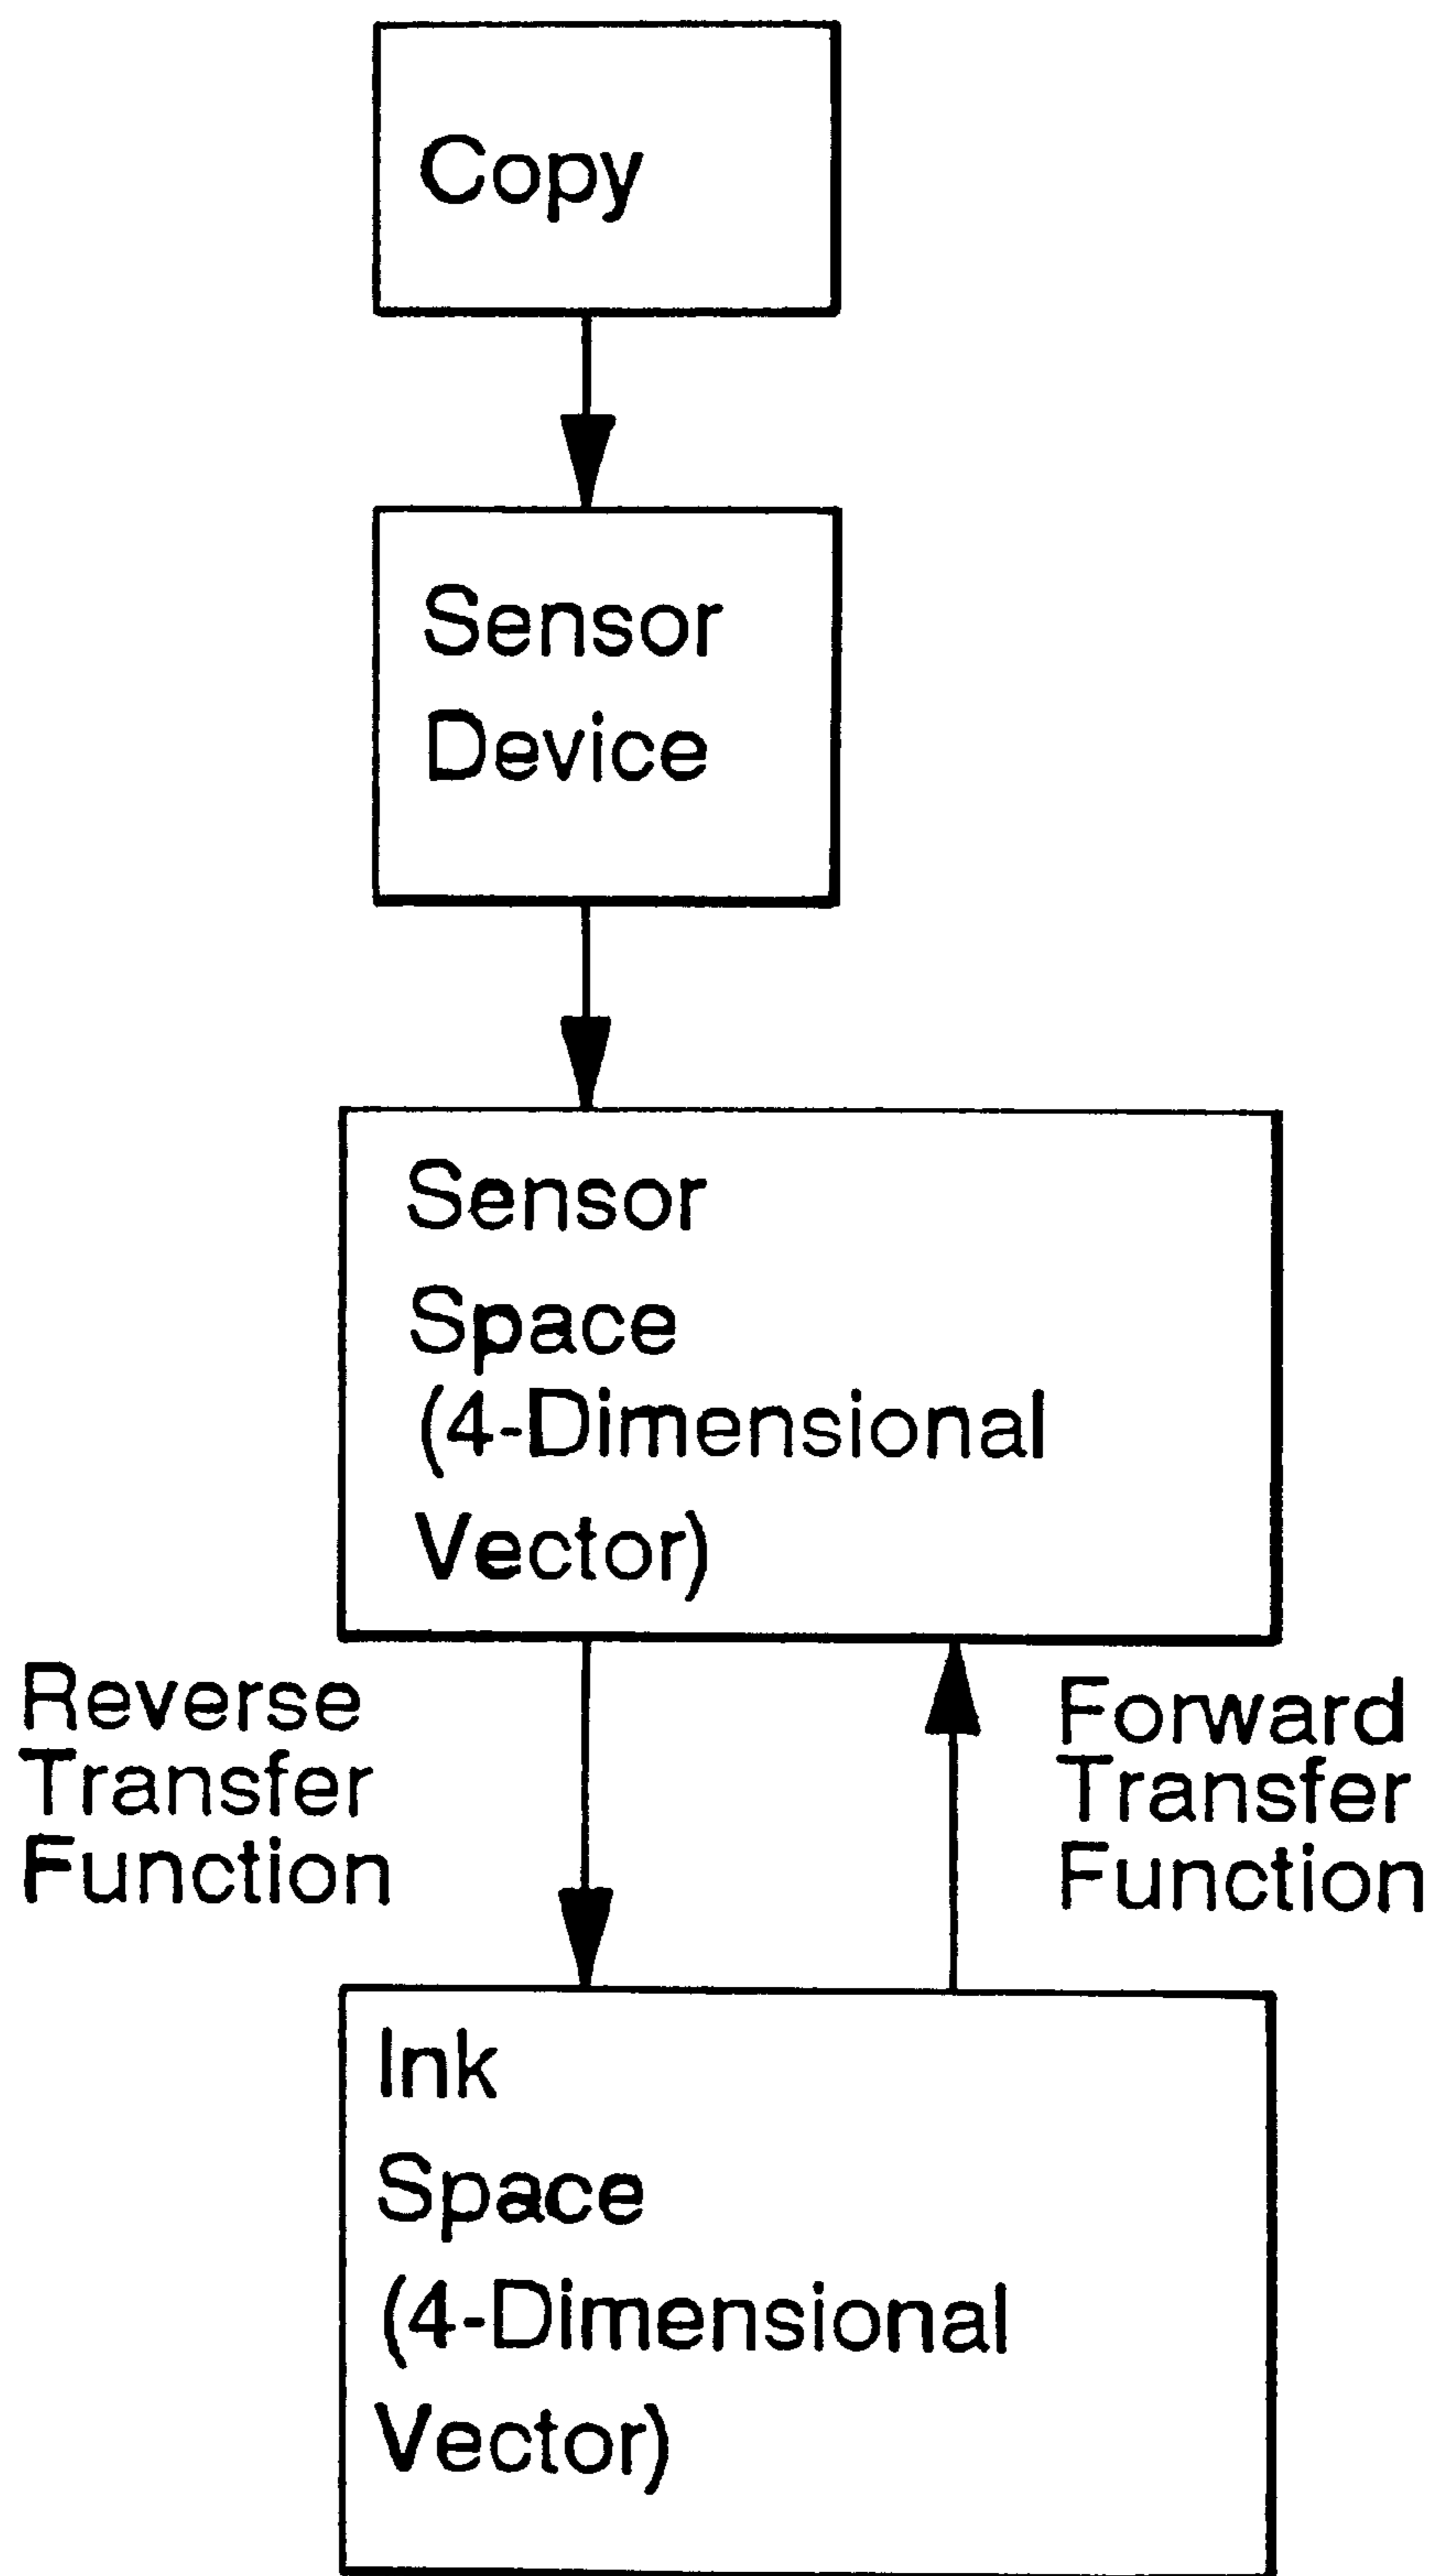 Copy
Sensor
Device
Sensor
Space
(4-Dimensional
Vector)
Reverse
Transfer
Function
Forward
Transfer
Function
Ink
Space
(4-Dimensional
Vector)